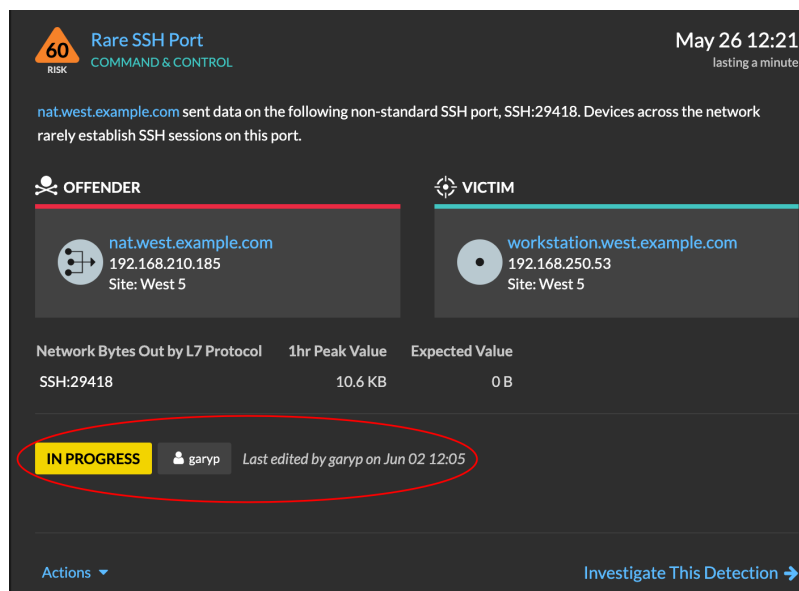 60
RISK
Rare SSH Port
COMMAND & CONTROL
May 26 12:21
lasting a minute
nat.west.example.com sent data on the following non-standard SSH port, SSH:29418. Devices across the network
rarely establish SSH sessions on this port.
OFFENDER
VICTIM
nat.west.example.com
192.168.210.185
Site: West 5
workstation.west.example.com
192.168.250.53
Site: West 5
Network Bytes Out by L7 Protocol 1hr Peak Value Expected Value
SSH:29418 10.6 KB 0 B
IN PROGRESS garyp Last edited by garyp on Jun 02 12:05
Actions
Investigate This Detection